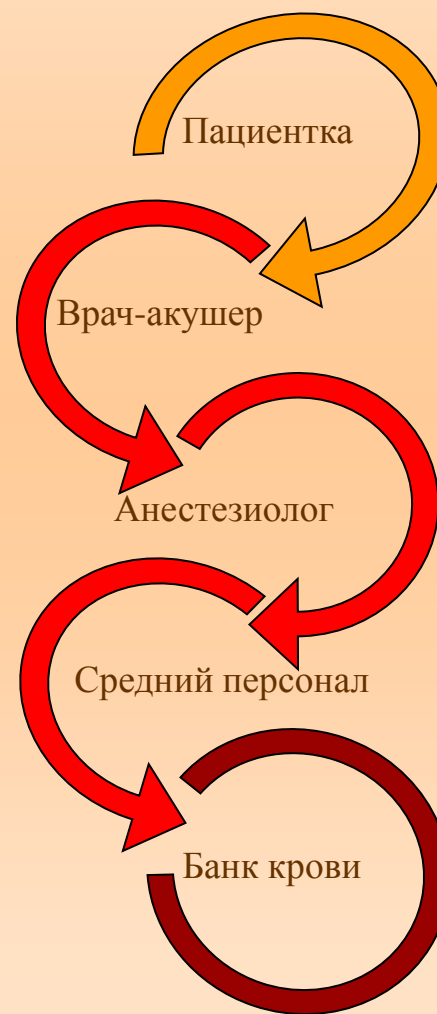 Пациентка
Врач-акушер
Анестезиолог
Средний персонал
Банк крови